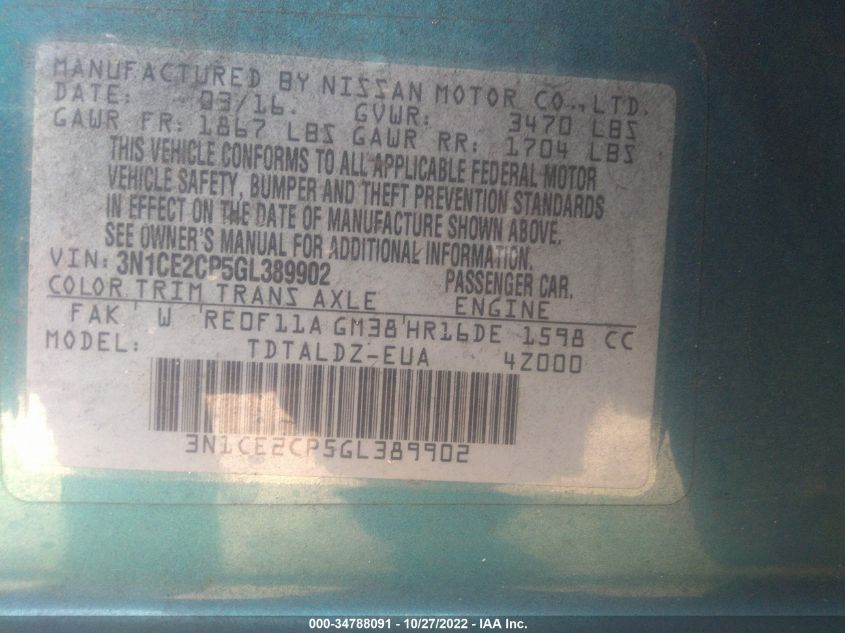 MANUFACTURED BY NISSAN MOTOR CO., LTD.
DATE: 03/16. GVWR: 3470 LBS
GAWR FR: 1867 LBS GAWR RR: 1704 LBS
THIS VEHICLE CONFORMS TO ALL APPLICABLE FEDERAL MOTOR
VEHICLE SAFETY, BUMPER AND THEFT PREVENTION STANDARDS
IN EFFECT ON THE DATE OF MANUFACTURE SHOWN ABOVE.
SEE OWNER'S MANUAL FOR ADDITIONAL INFORMATION.
VIN: 3N1CE2CP5GL389902 PASSENGER CAR.
COLOR TRIM TRANS AXLE ENGINE
FAK W RE0F11A GM38 HR16DE 1598 CC
MODEL: TDTALDZ-EUA 4Z000
3N1CE2CP5GL389902
000-34788091 - 10/27/2022 - IAA Inc.